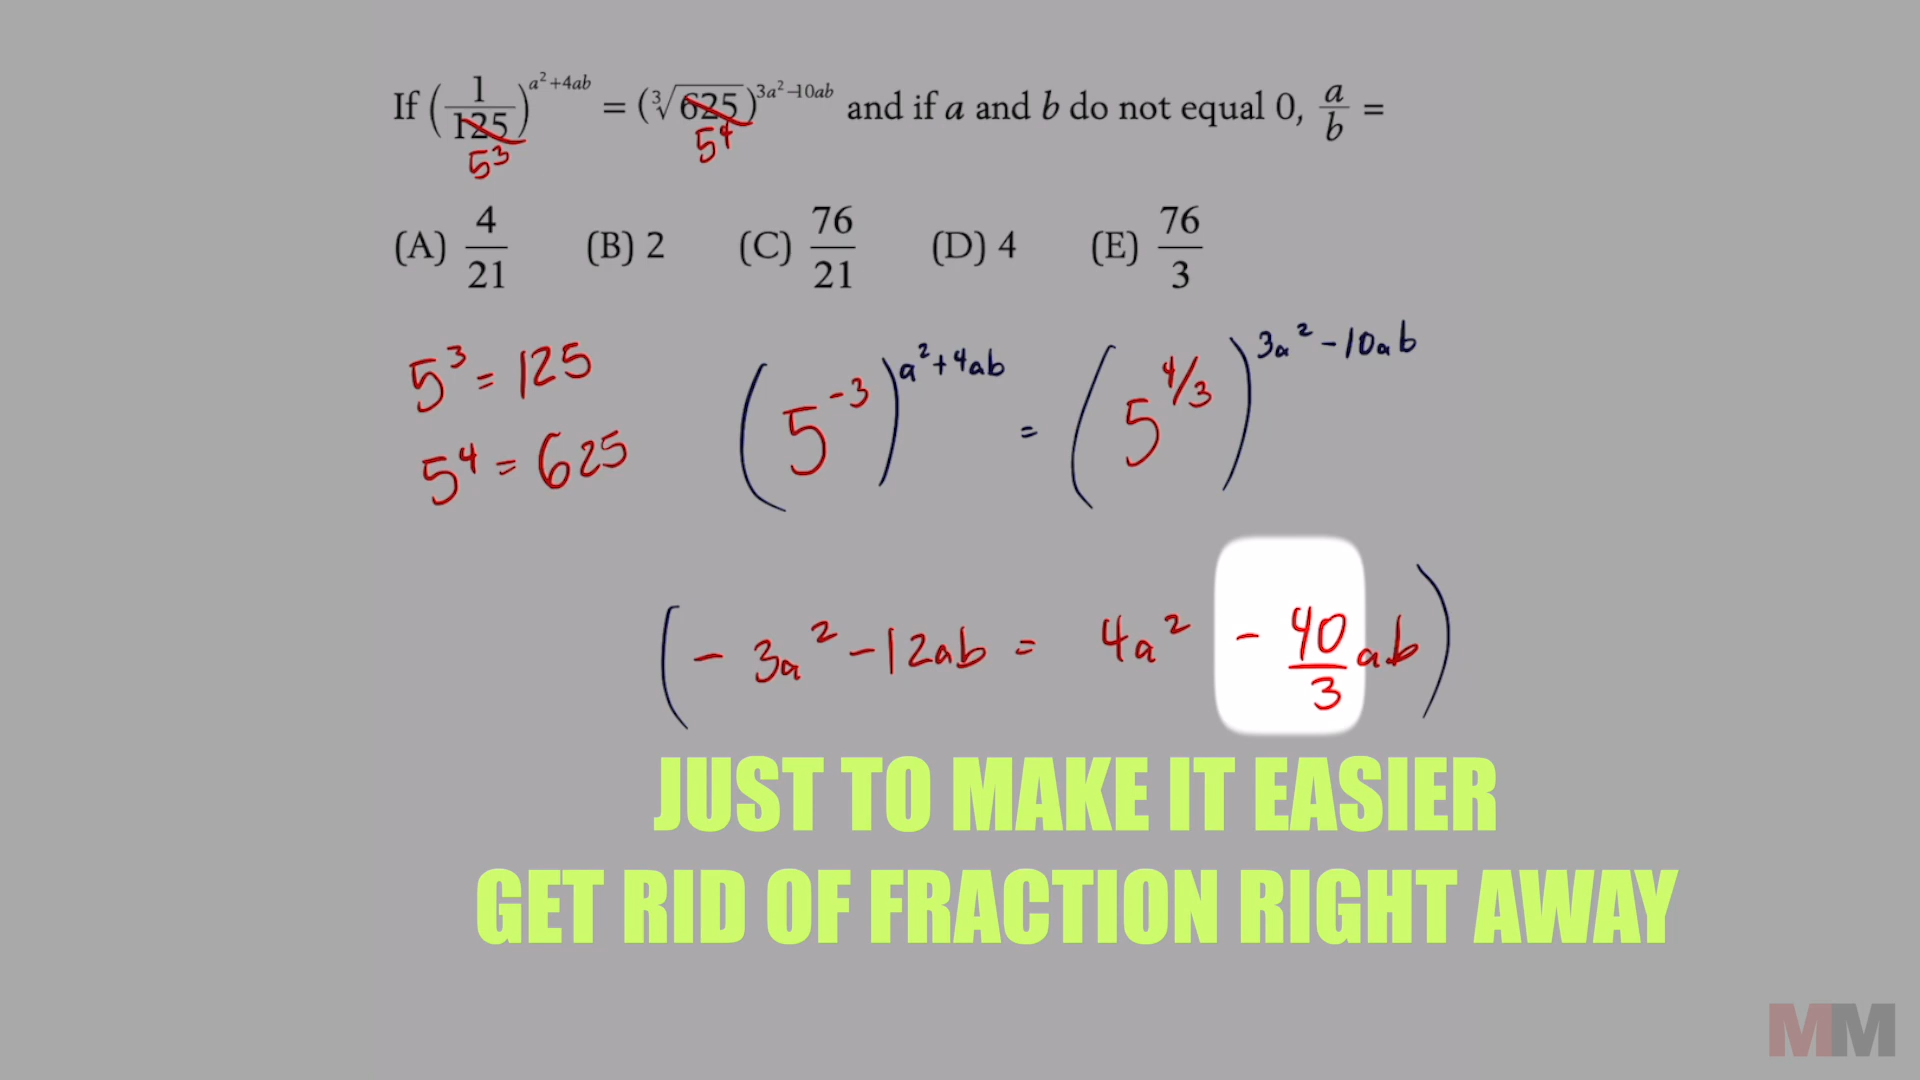 If (1/125)^(a²+4ab) = (³√625)^(3a²−10ab) and if a and b do not equal 0, a/b =
5³ 5⁴
(A) 4/21 (B) 2 (C) 76/21 (D) 4 (E) 76/3
5³ = 125
5⁴ = 625
(5⁻³)^(a²+4ab) = (5^(4/3))^(3a²−10ab)
(−3a² −12ab = 4a² − 40/3 ab)
JUST TO MAKE IT EASIER
GET RID OF FRACTION RIGHT AWAY
MM